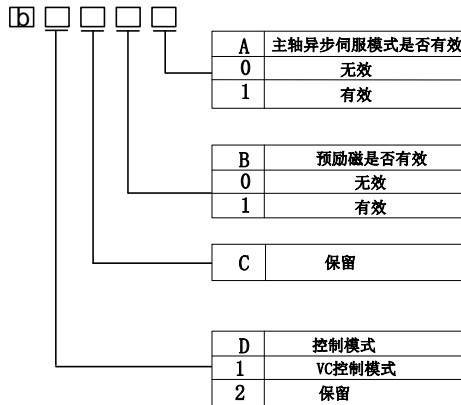 b
A 主轴异步伺服模式是否有效
0 无效
1 有效
B 预励磁是否有效
0 无效
1 有效
C 保留
D 控制模式
1 VC控制模式
2 保留